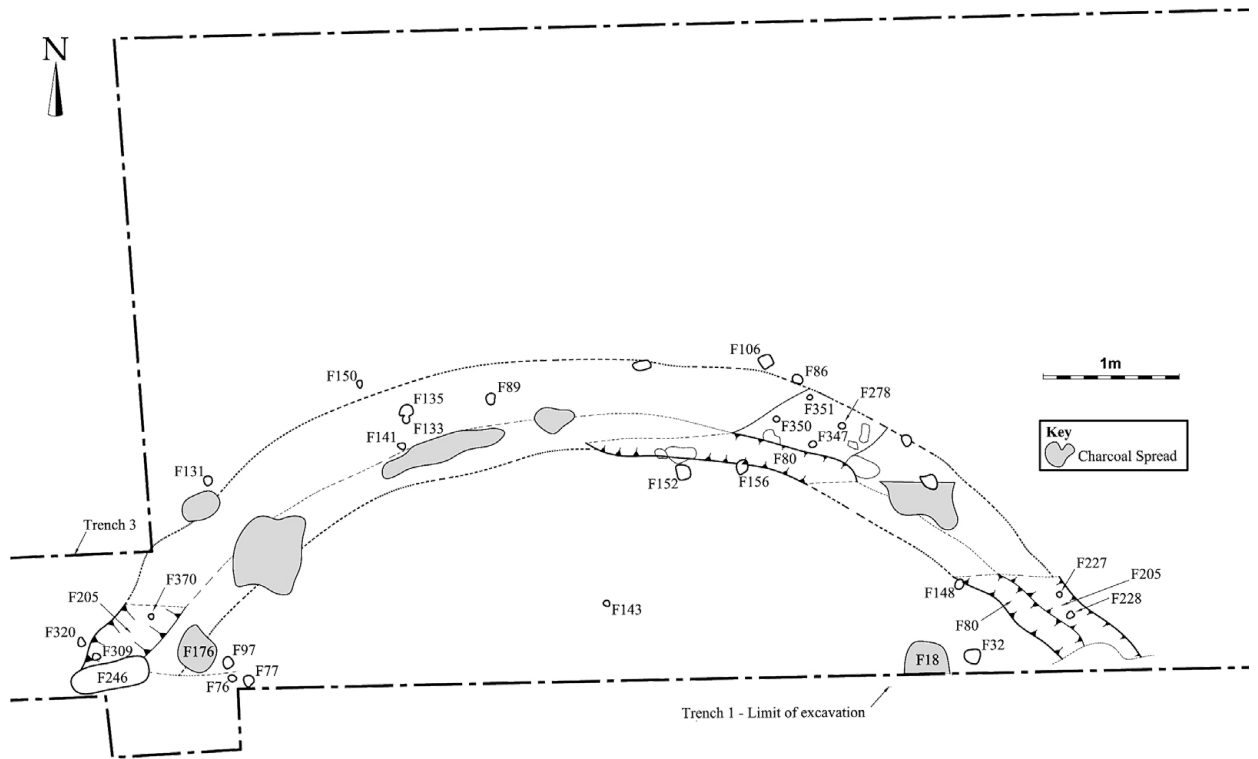 N
F106
F86
1m
F150
F135
F89
F351
F278
F133
F350
F347
Key
Charcoal Spread
F141
F80
F131
F152
F156
Trench 3
F370
F227
F205
F205
F148
F143
F228
F320
F80
F309
F176
F97
F32
F18
F246
F76
F77
Trench 1 - Limit of excavation